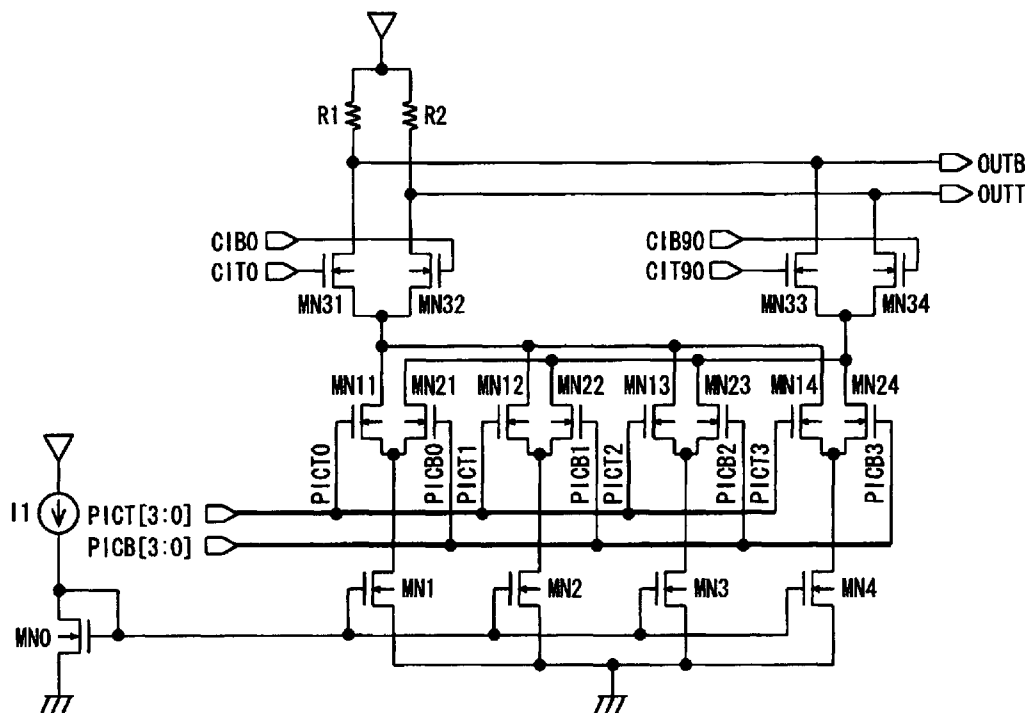 R1
R2
OUTB
OUTT
CIB0
CIT0
CIB90
CIT90
MN31
MN32
MN33
MN34
MN11
MN21
MN12
MN22
MN13
MN23
MN14
MN24
PICT0
PICB0
PICT1
PICB1
PICT2
PICB2
PICT3
PICB3
I1
PICT[3:0]
PICB[3:0]
MN1
MN2
MN3
MN4
MN0